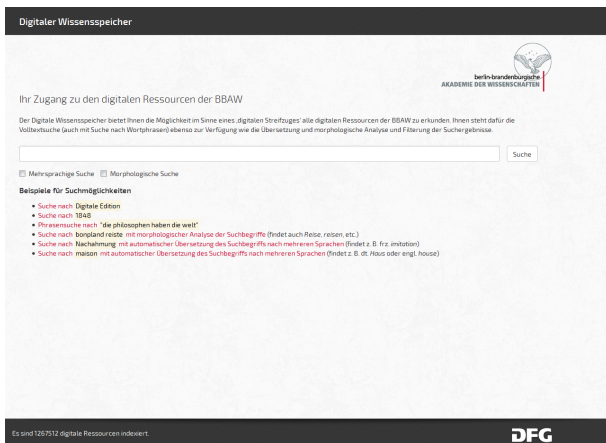 Digitaler Wissensspeicher
berlin-brandenburgische
AKADEMIE DER WISSENSCHAFTEN
Ihr Zugang zu den digitalen Ressourcen der BBAW
Der Digitale Wissensspeicher bietet Ihnen die Möglichkeit im Sinne eines ‚digitalen Streifzuges' alle digitalen Ressourcen der BBAW zu erkunden. Ihnen steht dafür die
Volltextsuche (auch mit Suche nach Wortphrasen) ebenso zur Verfügung wie die Übersetzung und morphologische Analyse und Filterung der Suchergebnisse.
Suche
Mehrsprachige Suche Morphologische Suche
Beispiele für Suchmöglichkeiten
• Suche nach Digitale Edition
• Suche nach 1848
• Phrasensuche nach "die philosophen haben die welt"
• Suche nach bonpland reiste mit morphologischer Analyse der Suchbegriffe (findet auch Reise, reisen, etc.)
• Suche nach Nachahmung mit automatischer Übersetzung des Suchbegriffs nach mehreren Sprachen (findet z. B. frz. imitation)
• Suche nach maison mit automatischer Übersetzung des Suchbegriffs nach mehreren Sprachen (findet z. B. dt. Haus oder engl. house)
Es sind 1267512 digitale Ressourcen indexiert.
DFG